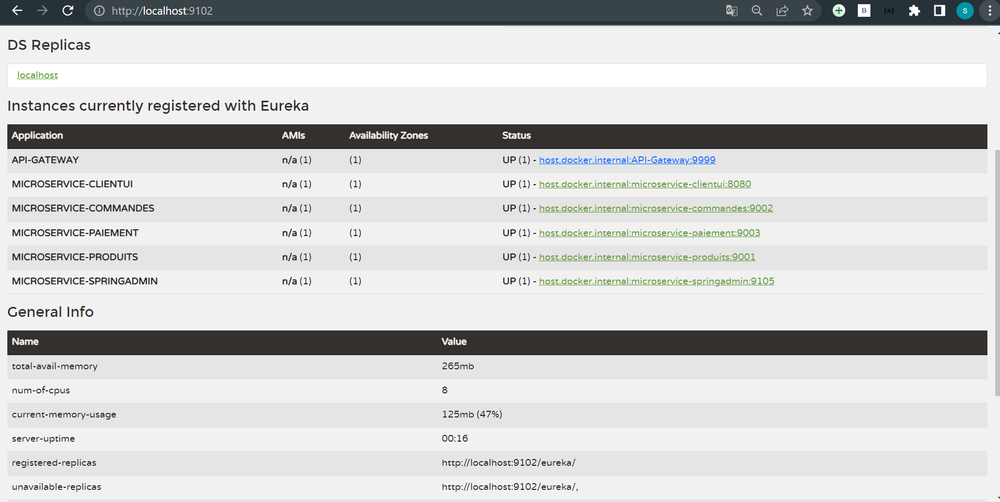 http://localhost:9102
B
{≡}
S
DS Replicas
localhost
Instances currently registered with Eureka
Application AMIs Availability Zones Status
API-GATEWAY n/a (1) (1) UP (1) - host.docker.internal:API-Gateway:9999
MICROSERVICE-CLIENTUI n/a (1) (1) UP (1) - host.docker.internal:microservice-clientui:8080
MICROSERVICE-COMMANDES n/a (1) (1) UP (1) - host.docker.internal:microservice-commandes:9002
MICROSERVICE-PAIEMENT n/a (1) (1) UP (1) - host.docker.internal:microservice-paiement:9003
MICROSERVICE-PRODUITS n/a (1) (1) UP (1) - host.docker.internal:microservice-produits:9001
MICROSERVICE-SPRINGADMIN n/a (1) (1) UP (1) - host.docker.internal:microservice-springadmin:9105
General Info
Name Value
total-avail-memory 265mb
num-of-cpus 8
current-memory-usage 125mb (47%)
server-uptime 00:16
registered-replicas http://localhost:9102/eureka/
unavailable-replicas http://localhost:9102/eureka/,